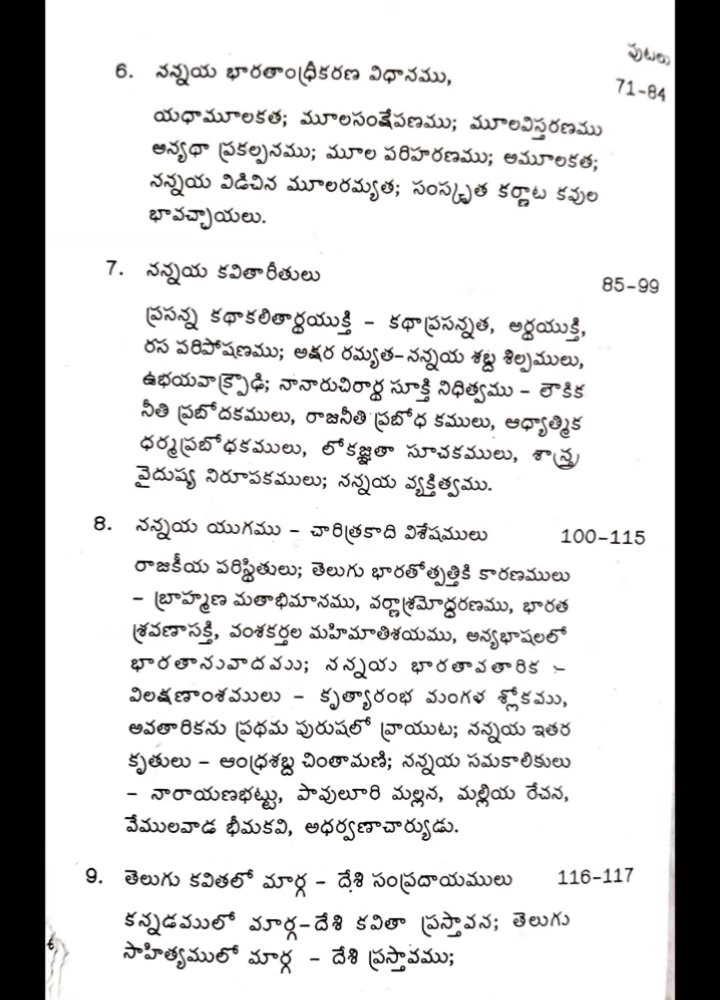 పుటలు
6. నన్నయ భారతాంధ్రీకరణ విధానము, 71-84
యధామూలకత; మూలసంక్షేపణము; మూలవిస్తరణము
అన్యథా ప్రకల్పనము; మూల పరిహరణము; అమూలకత;
నన్నయ విడిచిన మూలరమ్యత; సంస్కృత కర్ణాట కవుల
భావచ్ఛాయలు.
7. నన్నయ కవితారీతులు 85-99
ప్రసన్న కథాకలితార్థయుక్తి - కథాప్రసన్నత, అర్థయుక్తి,
రస పరిపోషణము; అక్షర రమ్యత-నన్నయ శబ్ద శిల్పములు,
ఉభయవాక్ప్రౌఢి; నానారుచిరార్థ సూక్తి నిధిత్వము - లౌకిక
నీతి ప్రబోదకములు, రాజనీతి ప్రబోధ కములు, ఆధ్యాత్మిక
ధర్మప్రబోధకములు, లోకజ్ఞతా సూచకములు, శాస్త్ర
వైదుష్య నిరూపకములు; నన్నయ వ్యక్తిత్వము.
8. నన్నయ యుగము - చారిత్రకాది విశేషములు 100-115
రాజకీయ పరిస్థితులు; తెలుగు భారతోత్పత్తికి కారణములు
- బ్రాహ్మణ మతాభిమానము, వర్ణాశ్రమోద్ధరణము, భారత
శ్రవణాసక్తి, వంశకర్తల మహిమాతిశయము, అన్యభాషలలో
భారతానువాదము; నన్నయ భారతావతారిక :-
విలక్షణాంశములు - కృత్యారంభ మంగళ శ్లోకము,
అవతారికను ప్రథమ పురుషలో వ్రాయుట; నన్నయ ఇతర
కృతులు - ఆంధ్రశబ్ద చింతామణి; నన్నయ సమకాలికులు
- నారాయణభట్టు, పావులూరి మల్లన, మల్లియ రేచన,
వేములవాడ భీమకవి, అధర్వణాచార్యుడు.
9. తెలుగు కవితలో మార్గ - దేశి సంప్రదాయములు 116-117
కన్నడములో మార్గ-దేశి కవితా ప్రస్తావన; తెలుగు
సాహిత్యములో మార్గ - దేశి ప్రస్తావము;